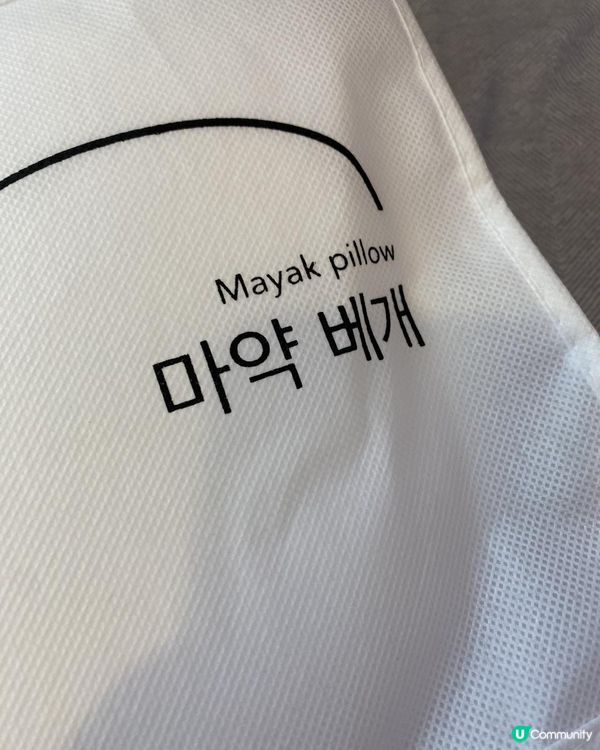 Mayak pillow
마약 베개
U Community